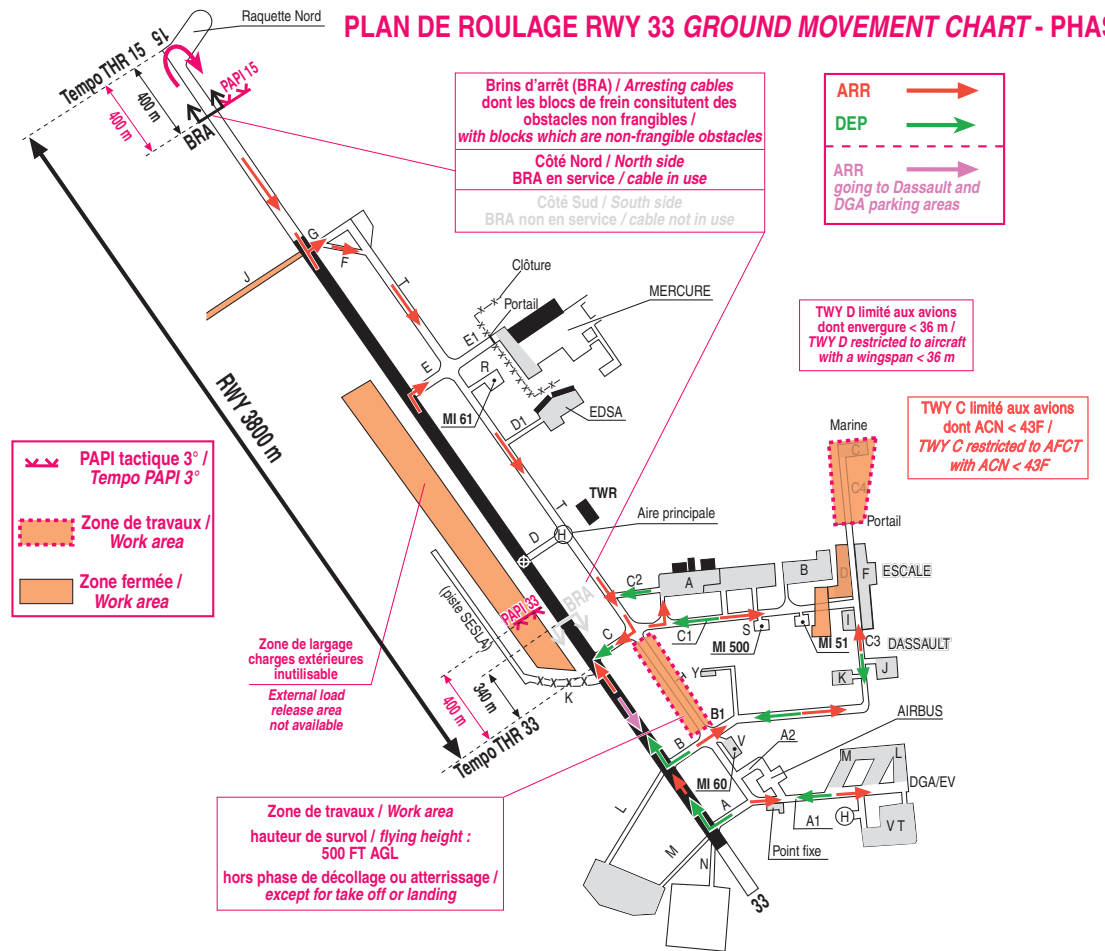 PLAN DE ROULAGE RWY 33 GROUND MOVEMENT CHART - PHAS
Raquette Nord
15
Tempo THR 15
PAPI 15
400 m
400 m
BRA
Brins d'arrêt (BRA) / Arresting cables
dont les blocs de frein consitutent des
obstacles non frangibles /
with blocks which are non-frangible obstacles
Côté Nord / North side
BRA en service / cable in use
Côté Sud / South side
BRA non en service / cable not in use
ARR
DEP
ARR
going to Dassault and
DGA parking areas
G
F
J
T
Clôture
Portail
MERCURE
E1
E
R
MI 61
D1
EDSA
RWY 3800 m
TWY D limité aux avions
dont envergure < 36 m /
TWY D restricted to aircraft
with a wingspan < 36 m
TWY C limité aux avions
dont ACN < 43F /
TWY C restricted to AFCT
with ACN < 43F
PAPI tactique 3° /
Tempo PAPI 3°
Zone de travaux /
Work area
Zone fermée /
Work area
Marine
C
C4
Portail
T
TWR
Aire principale
D
H
C2
A
B
D
F
ESCALE
(piste SESLA)
PAPI 33
BRA
C
C1
S
MI 500
MI 51
I
C3
DASSAULT
K
J
Zone de largage
charges extérieures
inutilisable
External load
release area
not available
400 m
340 m
K
Tempo THR 33
Y
B1
B
V
A2
AIRBUS
MI 60
M
L
DGA/EV
A
A1
H
VT
Point fixe
L
M
N
33
Zone de travaux / Work area
hauteur de survol / flying height :
500 FT AGL
hors phase de décollage ou atterrissage /
except for take off or landing